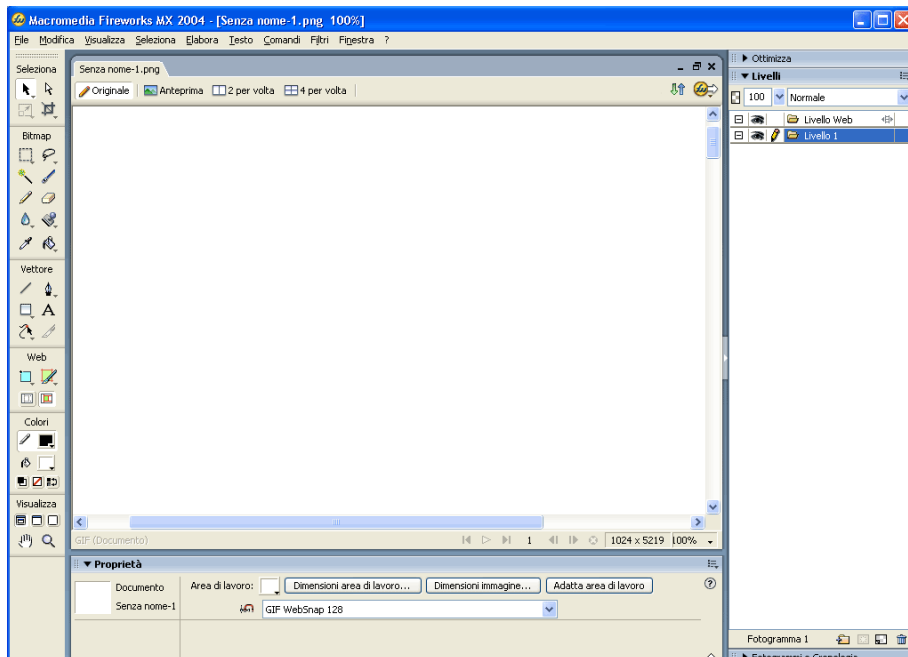 Macromedia Fireworks MX 2004 - [Senza nome-1.png 100%]
File Modifica Visualizza Seleziona Elabora Testo Comandi Filtri Finestra ?
Seleziona
Bitmap
Vettore
Web
Colori
Visualizza
Senza nome-1.png
Originale Anteprima 2 per volta 4 per volta
GIF (Documento)
1 1024 x 5219 100%
Proprietà
Documento Area di lavoro: Dimensioni area di lavoro... Dimensioni immagine... Adatta area di lavoro
Senza nome-1 GIF WebSnap 128
Ottimizza
Livelli
100 Normale
Livello Web
Livello 1
Fotogramma 1
Fotogrammi e Cronologia